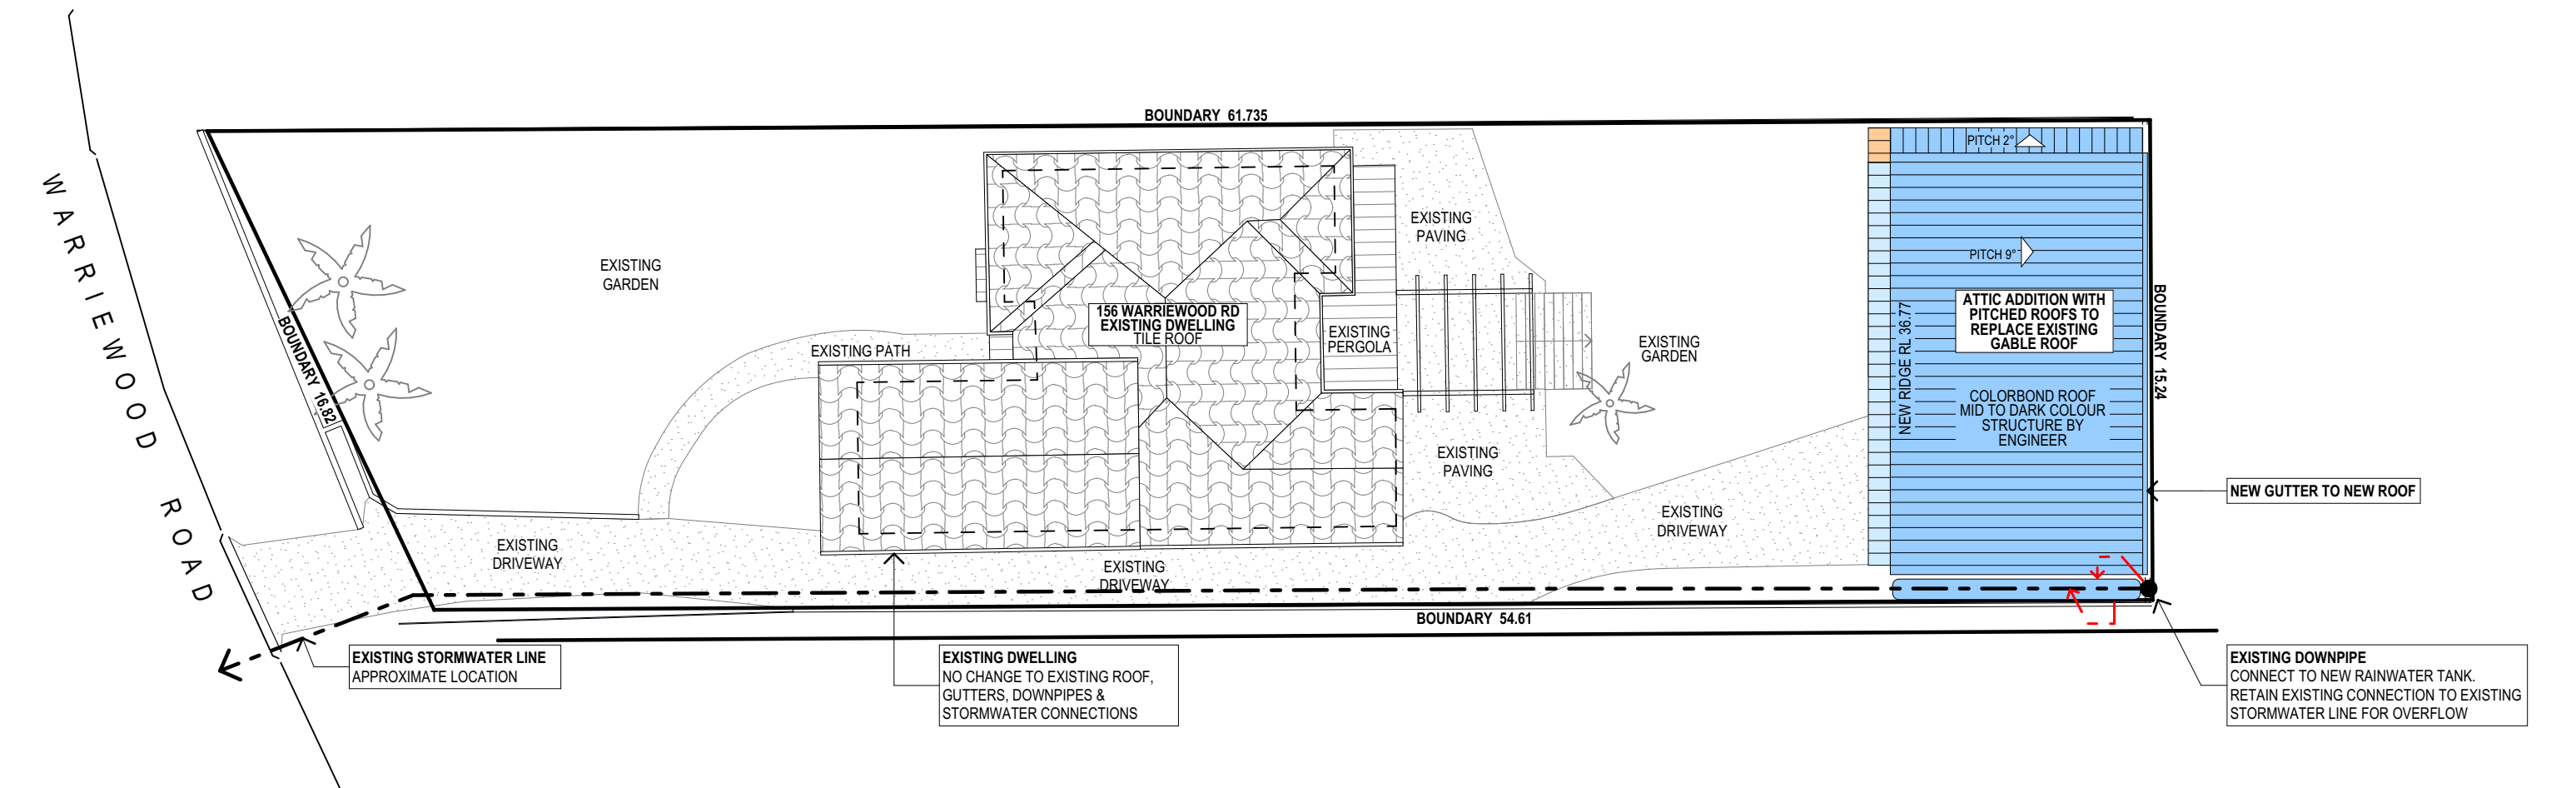 BOUNDARY 61.735
WARRIEWOOD ROAD
BOUNDARY 16.82
EXISTING
GARDEN
EXISTING PATH
EXISTING
DRIVEWAY
156 WARRIEWOOD RD
EXISTING DWELLING
TILE ROOF
EXISTING
PERGOLA
EXISTING
PAVING
EXISTING
PAVING
EXISTING
GARDEN
EXISTING
DRIVEWAY
EXISTING
DRIVEWAY
PITCH 2°
PITCH 9°
NEW RIDGE RL 36.77
ATTIC ADDITION WITH
PITCHED ROOFS TO
REPLACE EXISTING
GABLE ROOF
COLORBOND ROOF
MID TO DARK COLOUR
STRUCTURE BY
ENGINEER
BOUNDARY 15.24
NEW GUTTER TO NEW ROOF
BOUNDARY 54.61
EXISTING STORMWATER LINE
APPROXIMATE LOCATION
EXISTING DWELLING
NO CHANGE TO EXISTING ROOF,
GUTTERS, DOWNPIPES &
STORMWATER CONNECTIONS
EXISTING DOWNPIPE
CONNECT TO NEW RAINWATER TANK.
RETAIN EXISTING CONNECTION TO EXISTING
STORMWATER LINE FOR OVERFLOW